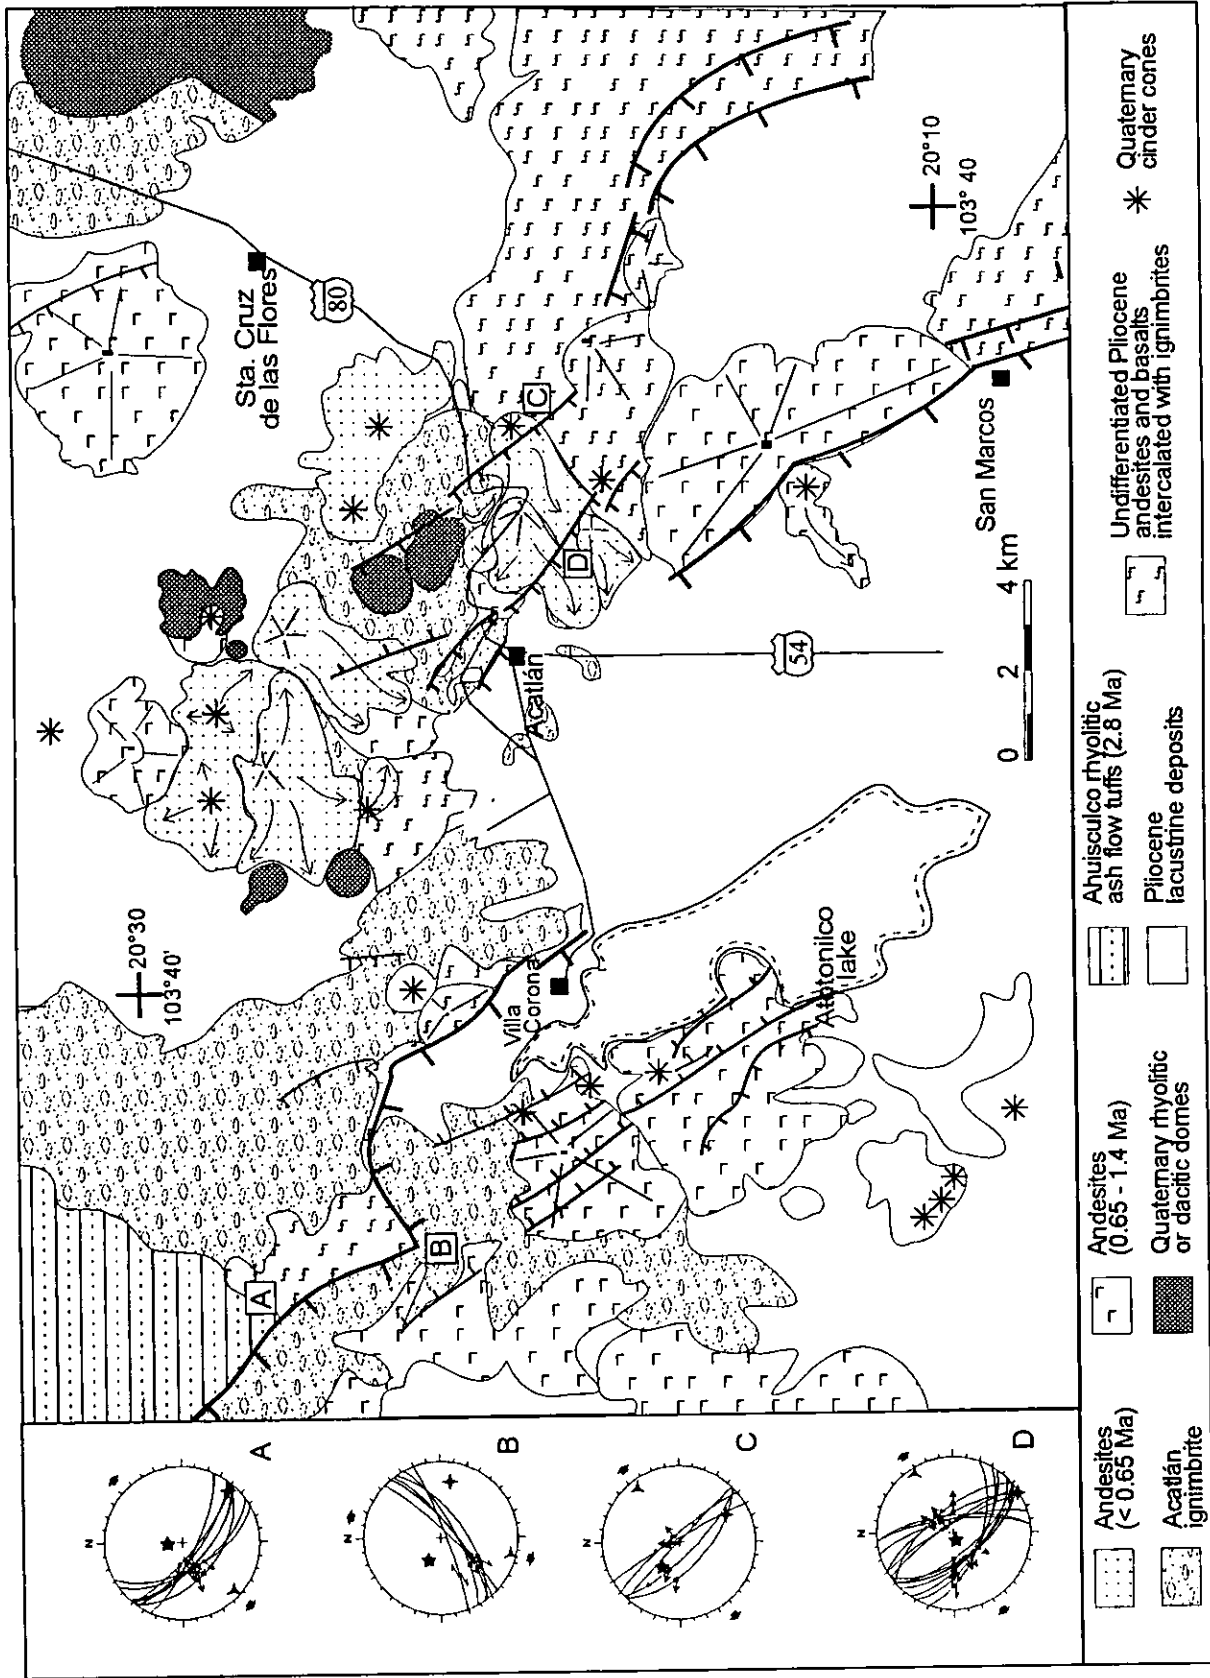 Sta. Cruz
de las Flores
80
20°30
103°40'
Acatlán
C
D
A
B
Villa
Corona
54
Atotonilco
lake
San Marcos
20°10
103° 40
0 2 4 km
N
A
N
B
N
C
N
D
Andesites
(< 0.65 Ma)
Andesites
(0.65 - 1.4 Ma)
Ahuisculco rhyolitic
ash flow tuffs (2.8 Ma)
Undifferentiated Pliocene
andesites and basalts
intercalated with ignimbrites
Quaternary
cinder cones
Acatlán
ignimbrite
Quaternary rhyolitic
or dacitic domes
Pliocene
lacustrine deposits